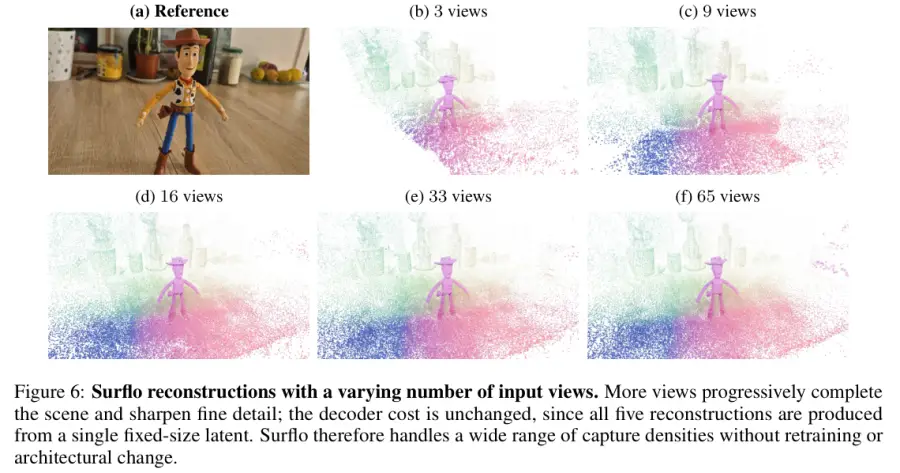 (a) Reference
(b) 3 views
(c) 9 views
(d) 16 views
(e) 33 views
(f) 65 views
Figure 6: Surflo reconstructions with a varying number of input views. More views progressively complete
the scene and sharpen fine detail; the decoder cost is unchanged, since all five reconstructions are produced
from a single fixed-size latent. Surflo therefore handles a wide range of capture densities without retraining or
architectural change.